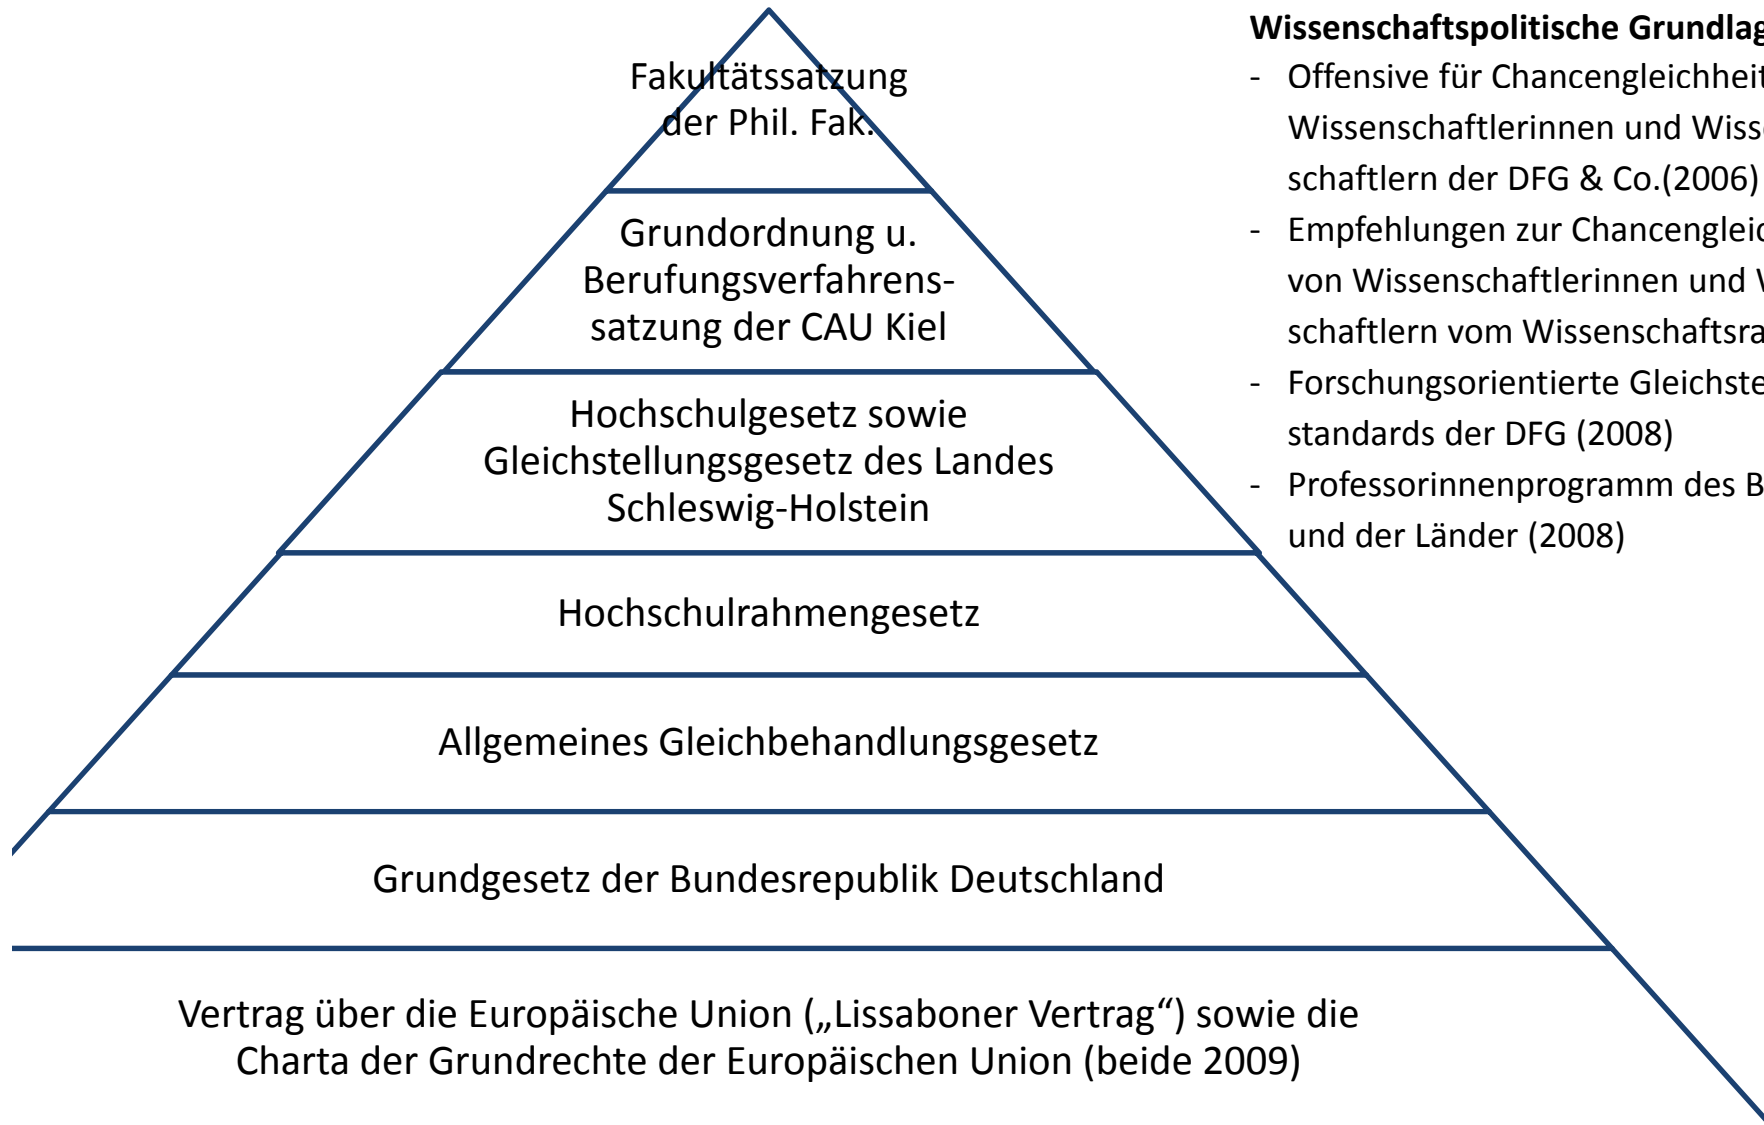 Fakultätssatzung
der Phil. Fak.
Grundordnung u.
Berufungsverfahrens-
satzung der CAU Kiel
Hochschulgesetz sowie
Gleichstellungsgesetz des Landes
Schleswig-Holstein
Hochschulrahmengesetz
Allgemeines Gleichbehandlungsgesetz
Grundgesetz der Bundesrepublik Deutschland
Vertrag über die Europäische Union („Lissaboner Vertrag“) sowie die
Charta der Grundrechte der Europäischen Union (beide 2009)
Wissenschaftspolitische Grundlag
- Offensive für Chancengleichheit
Wissenschaftlerinnen und Wiss
schaftlern der DFG & Co.(2006)
- Empfehlungen zur Chancengleic
von Wissenschaftlerinnen und W
schaftlern vom Wissenschaftsra
- Forschungsorientierte Gleichste
standards der DFG (2008)
- Professorinnenprogramm des B
und der Länder (2008)